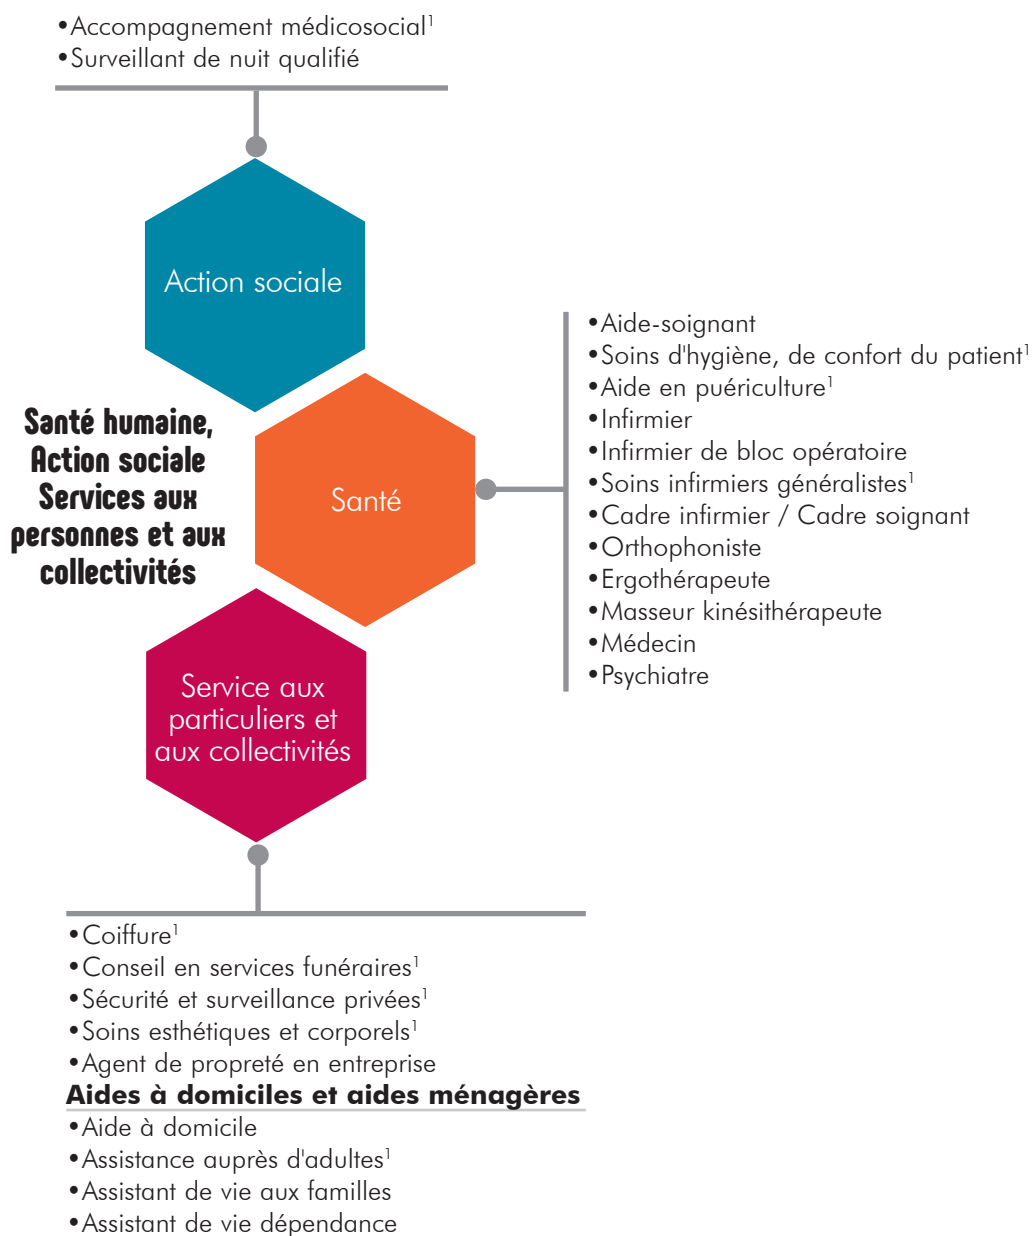 •Accompagnement médicosocial¹
•Surveillant de nuit qualifié
Action sociale
Santé humaine,
Action sociale
Services aux
personnes et aux
collectivités
Santé
•Aide-soignant
•Soins d'hygiène, de confort du patient¹
•Aide en puériculture¹
•Infirmier
•Infirmier de bloc opératoire
•Soins infirmiers généralistes¹
•Cadre infirmier / Cadre soignant
•Orthophoniste
•Ergothérapeute
•Masseur kinésithérapeute
•Médecin
•Psychiatre
Service aux
particuliers et
aux collectivités
•Coiffure¹
•Conseil en services funéraires¹
•Sécurité et surveillance privées¹
•Soins esthétiques et corporels¹
•Agent de propreté en entreprise
Aides à domiciles et aides ménagères
•Aide à domicile
•Assistance auprès d'adultes¹
•Assistant de vie aux familles
•Assistant de vie dépendance